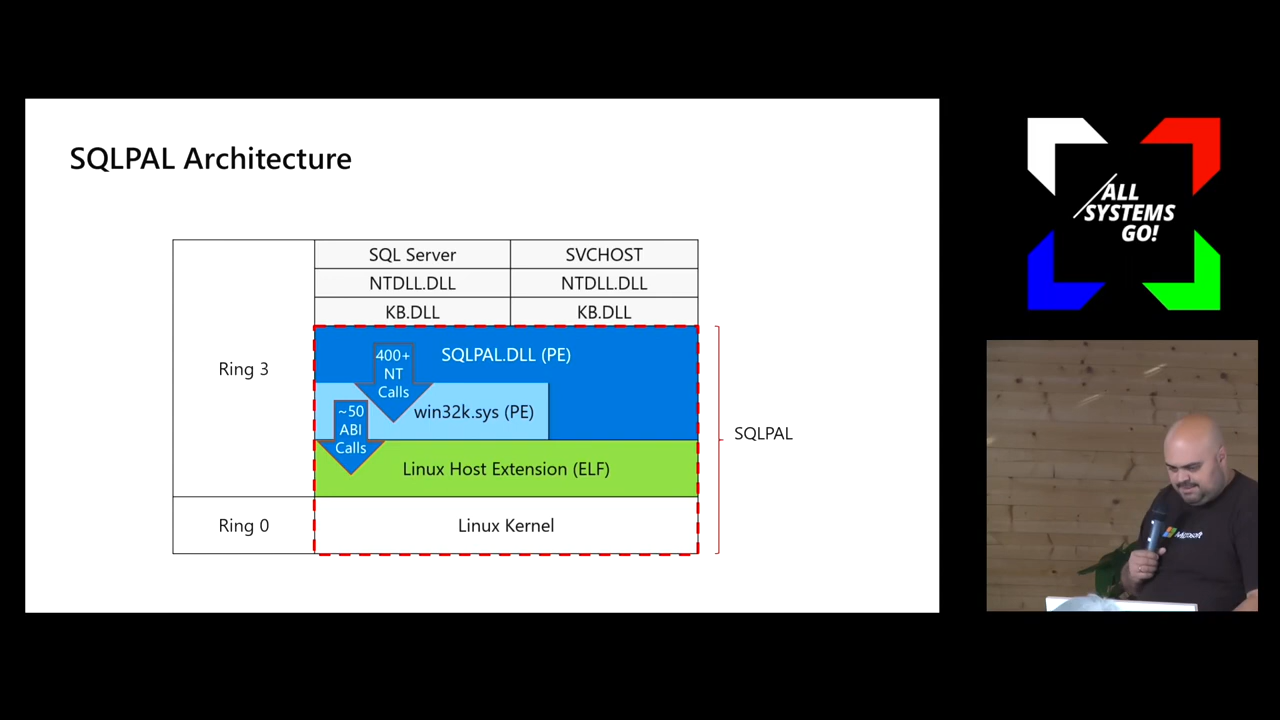 SQLPAL Architecture
SQL Server
SVCHOST
NTDLL.DLL
NTDLL.DLL
KB.DLL
KB.DLL
Ring 3
SQLPAL.DLL (PE)
400+
NT
Calls
win32k.sys (PE)
~50
ABI
Calls
Linux Host Extension (ELF)
SQLPAL
Ring 0
Linux Kernel
ALL
SYSTEMS
GO!
Microsoft